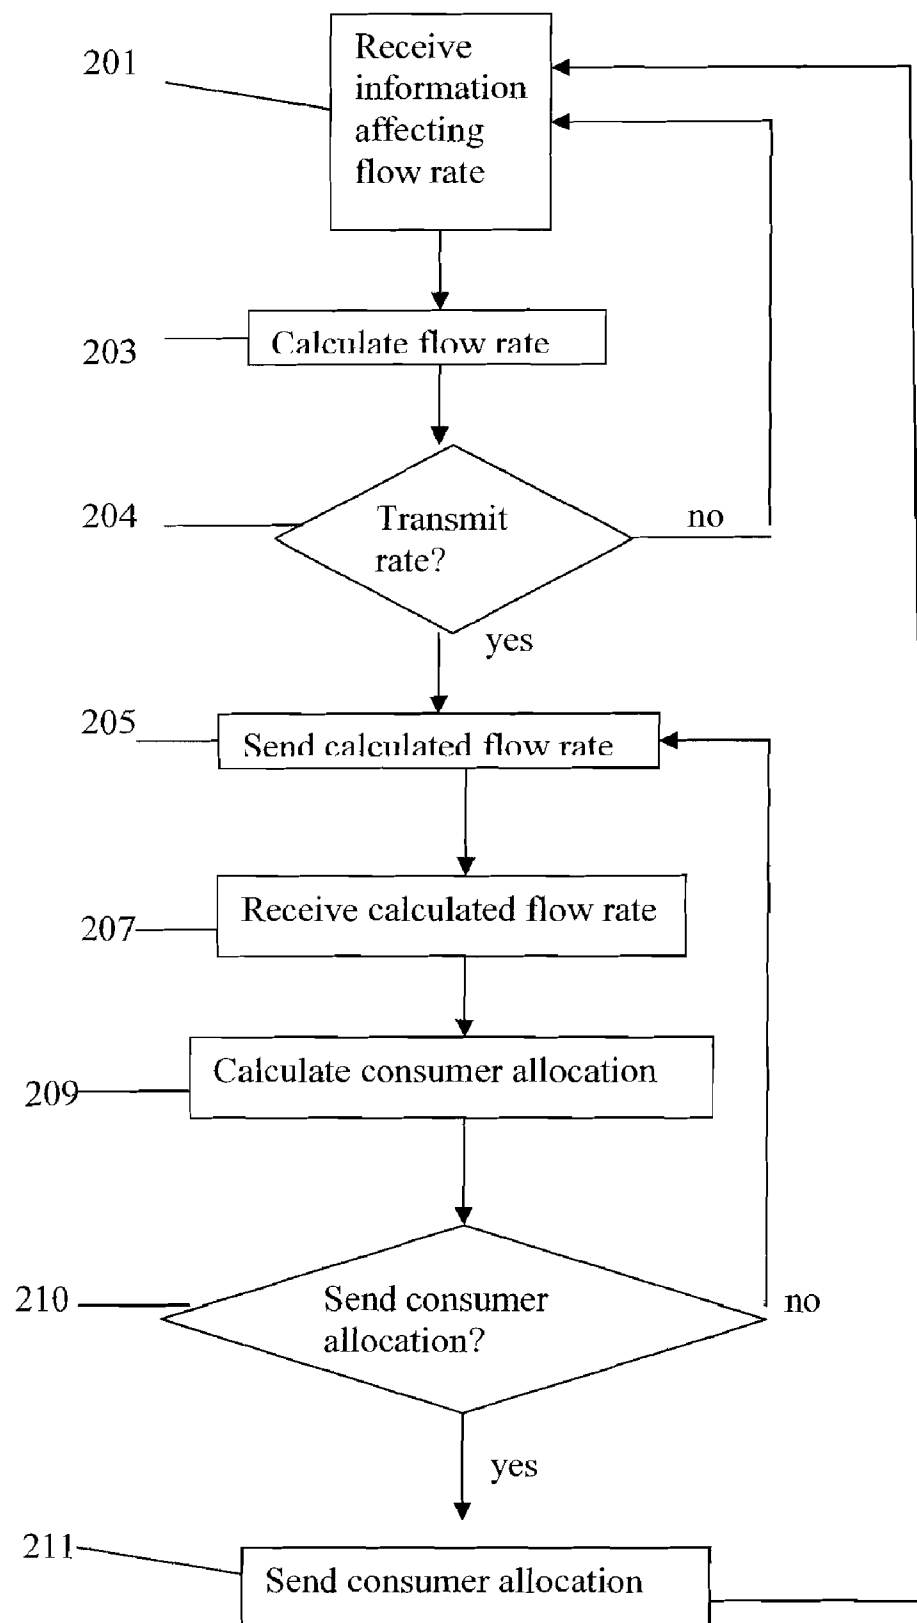 201
Receive
information
affecting
flow rate
203
Calculate flow rate
204
Transmit
rate?
no
yes
205
Send calculated flow rate
207
Receive calculated flow rate
209
Calculate consumer allocation
210
Send consumer
allocation?
no
yes
211
Send consumer allocation